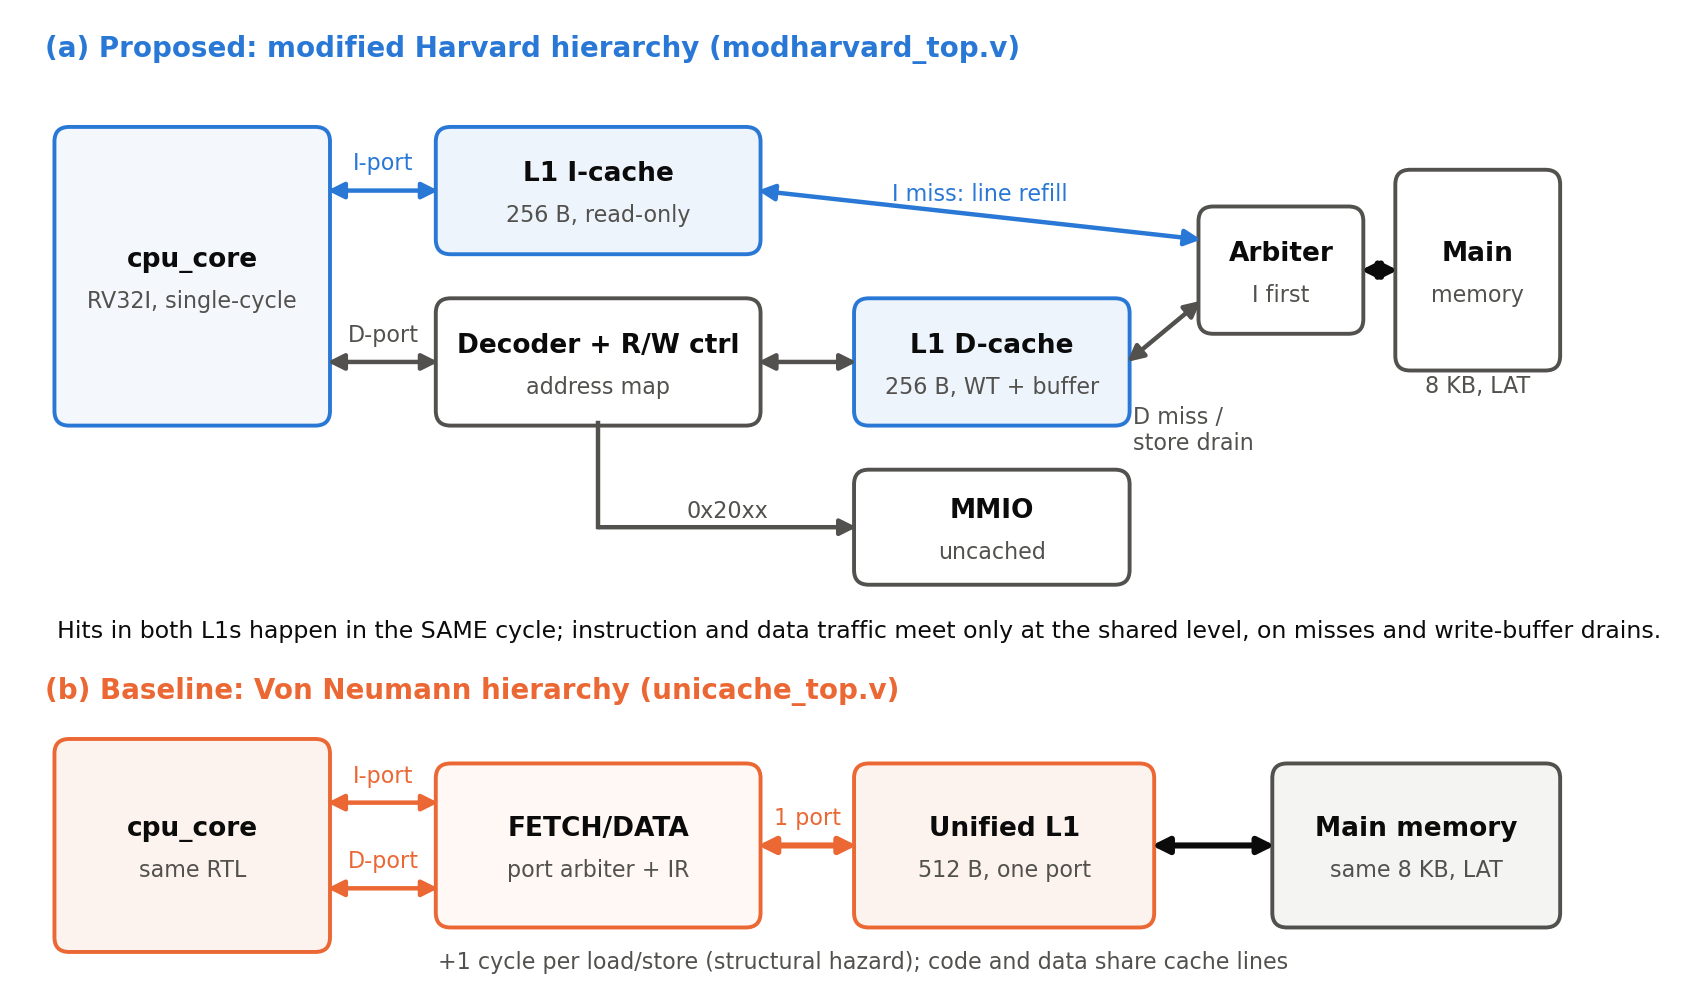 (a) Proposed: modified Harvard hierarchy (modharvard_top.v)
cpu_core
RV32I, single-cycle
I-port
D-port
L1 I-cache
256 B, read-only
Decoder + R/W ctrl
address map
I miss: line refill
L1 D-cache
256 B, WT + buffer
D miss /
store drain
Arbiter
I first
Main
memory
8 KB, LAT
0x20xx
MMIO
uncached
Hits in both L1s happen in the SAME cycle; instruction and data traffic meet only at the shared level, on misses and write-buffer drains.
(b) Baseline: Von Neumann hierarchy (unicache_top.v)
cpu_core
same RTL
I-port
D-port
FETCH/DATA
port arbiter + IR
1 port
Unified L1
512 B, one port
Main memory
same 8 KB, LAT
+1 cycle per load/store (structural hazard); code and data share cache lines